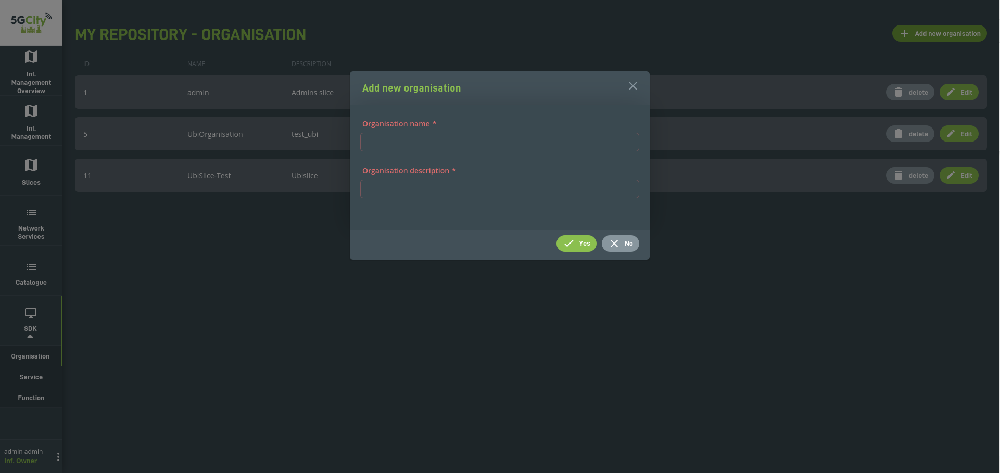 5GCity
Inf.
Management
Overview
Inf.
Management
Slices
Network
Services
Catalogue
SDK
Organisation
Service
Function
admin admin
Inf. Owner
MY REPOSITORY - ORGANISATION
Add new organisation
ID NAME DESCRIPTION
1 admin Admins slice delete Edit
5 UbiOrganisation test_ubi delete Edit
11 UbiSlice-Test Ubislice delete Edit
Add new organisation
Organisation name *
Organisation description *
Yes No